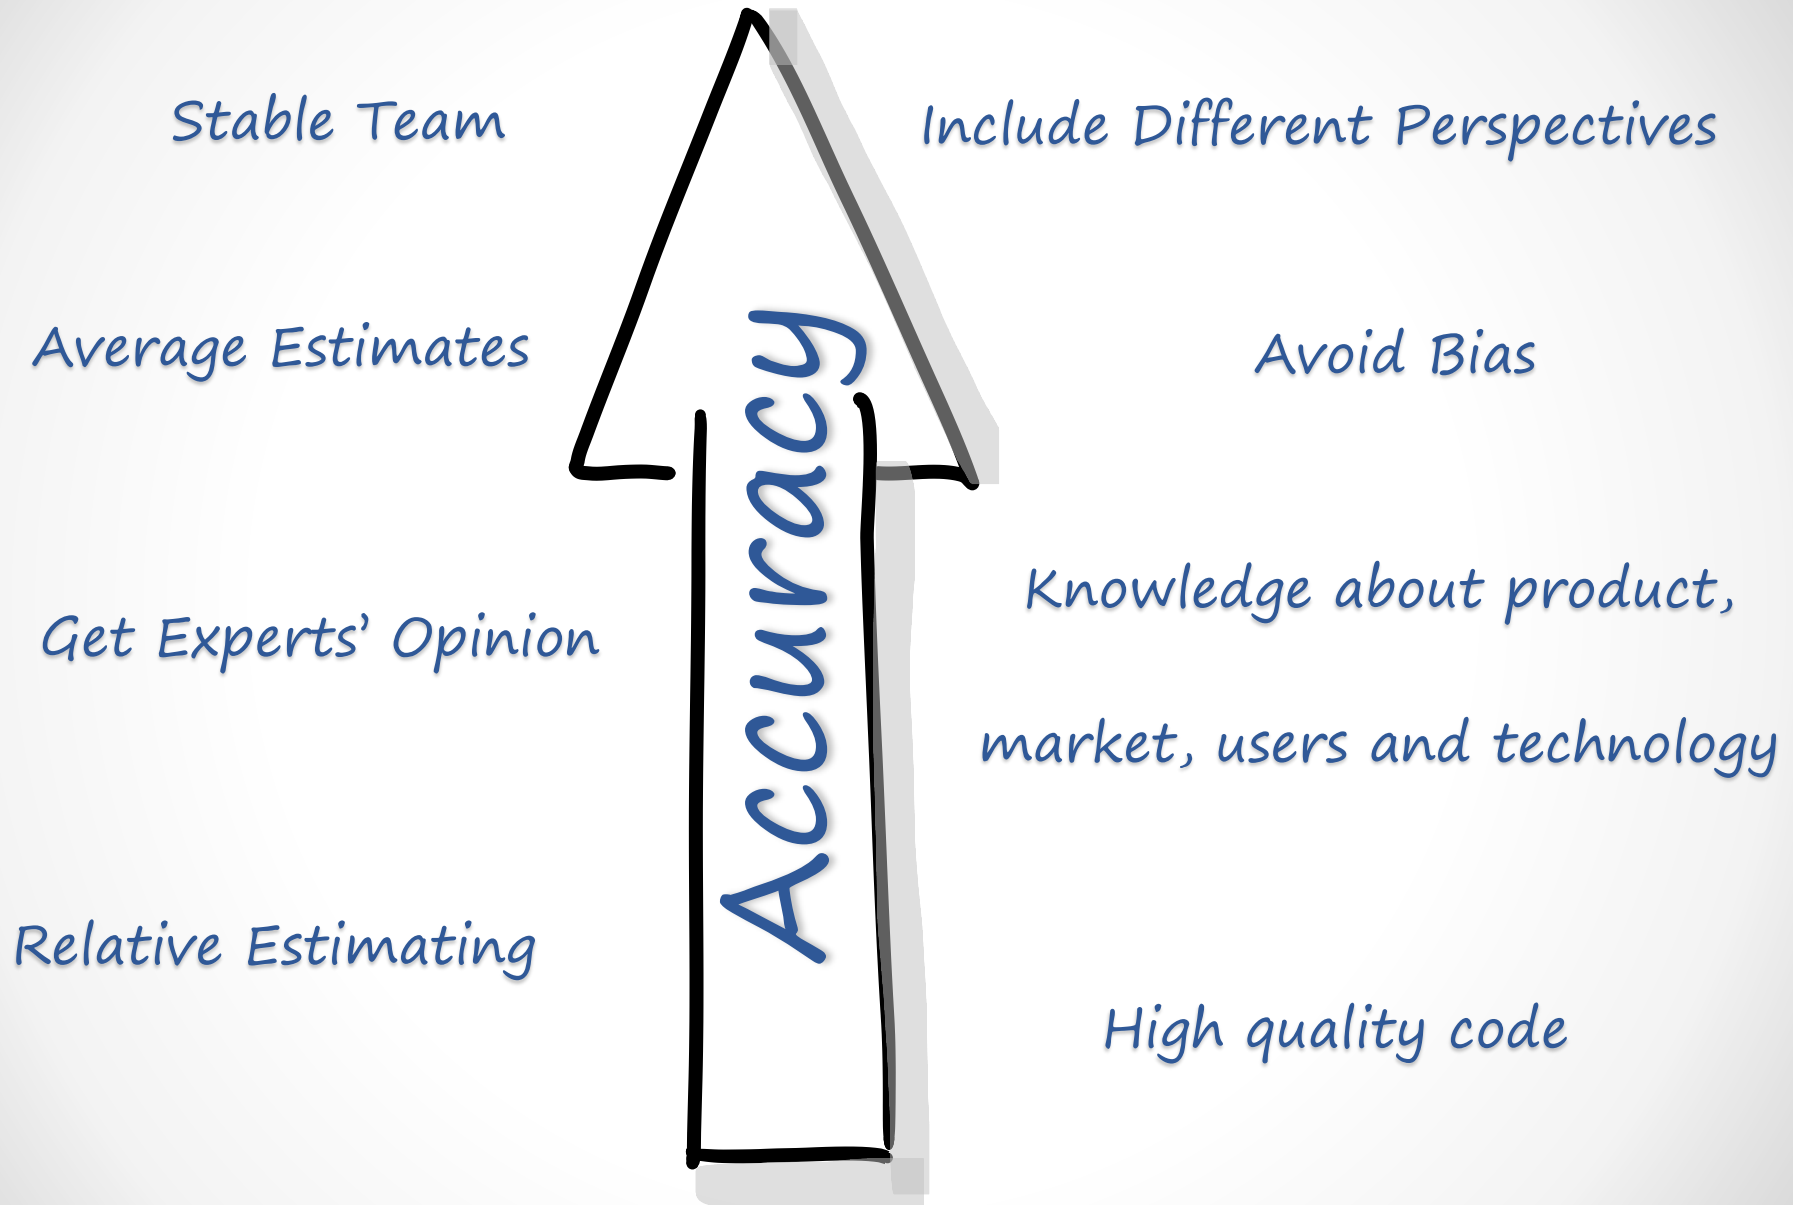 Stable Team
Average Estimates
Get Experts’ Opinion
Relative Estimating
Accuracy
Include Different Perspectives
Avoid Bias
Knowledge about product,
market, users and technology
High quality code